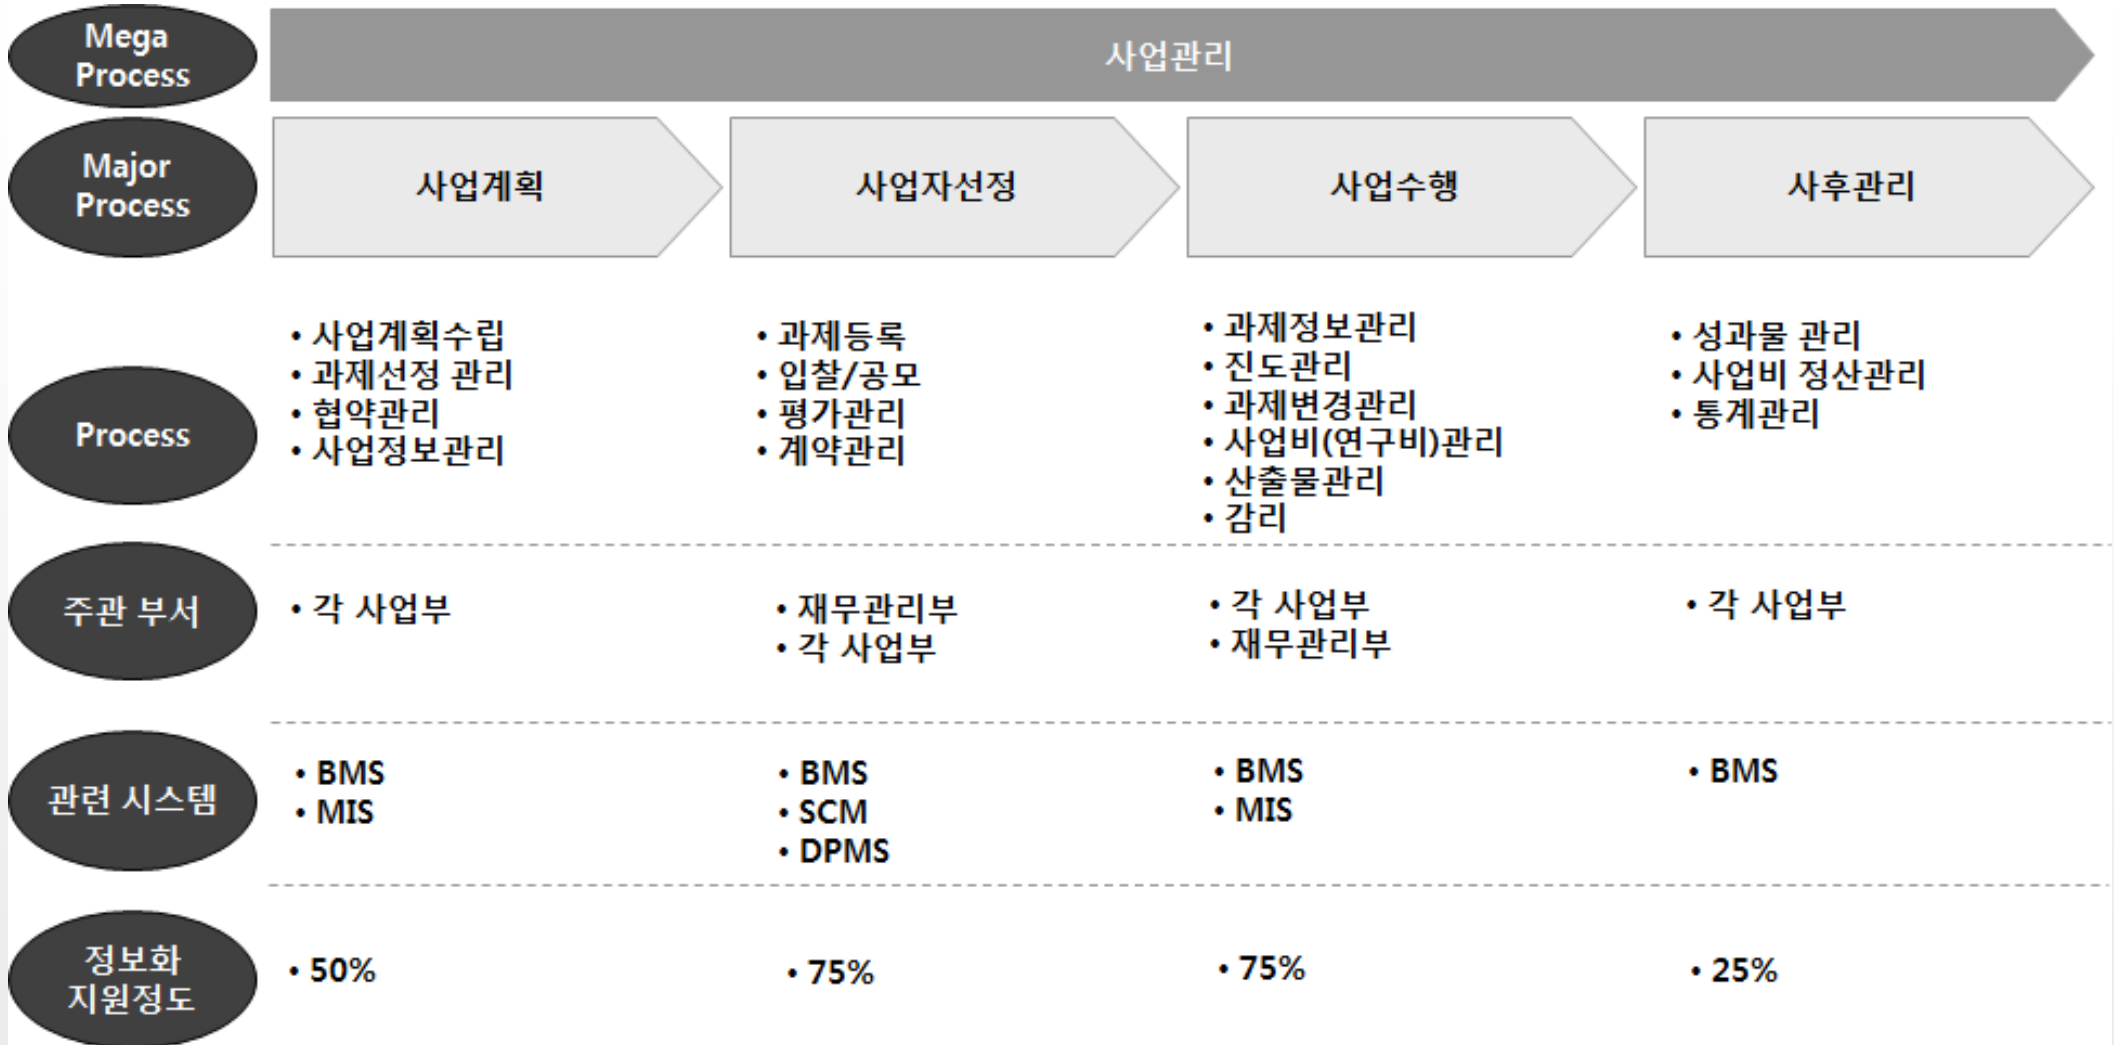 Mega
Process
사업관리
Major
Process
사업계획
사업자선정
사업수행
사후관리
Process
• 사업계획수립
• 과제선정 관리
• 협약관리
• 사업정보관리
• 과제등록
• 입찰/공모
• 평가관리
• 계약관리
• 과제정보관리
• 진도관리
• 과제변경관리
• 사업비(연구비)관리
• 산출물관리
• 감리
• 성과물 관리
• 사업비 정산관리
• 통계관리
주관 부서
• 각 사업부
• 재무관리부
• 각 사업부
• 각 사업부
• 재무관리부
• 각 사업부
관련 시스템
• BMS
• MIS
• BMS
• SCM
• DPMS
• BMS
• MIS
• BMS
정보화
지원정도
• 50%
• 75%
• 75%
• 25%